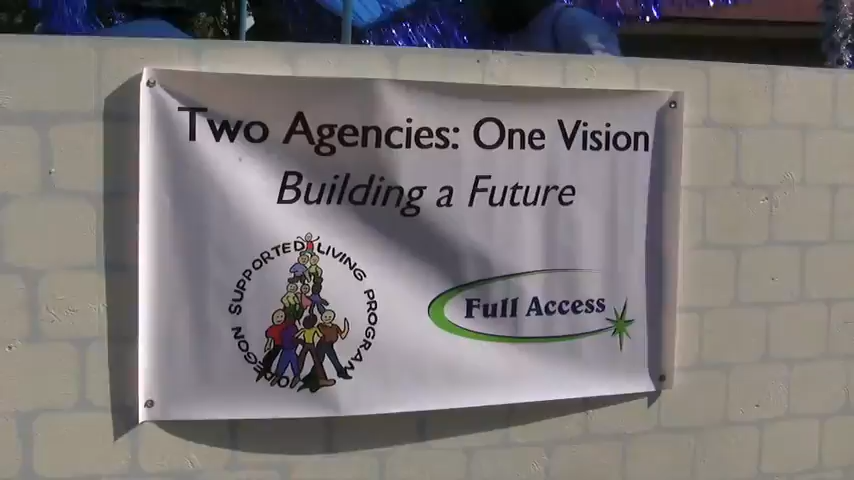 Two Agencies: One Vision
Building a Future
OREGON SUPPORTED LIVING PROGRAM
Full Access